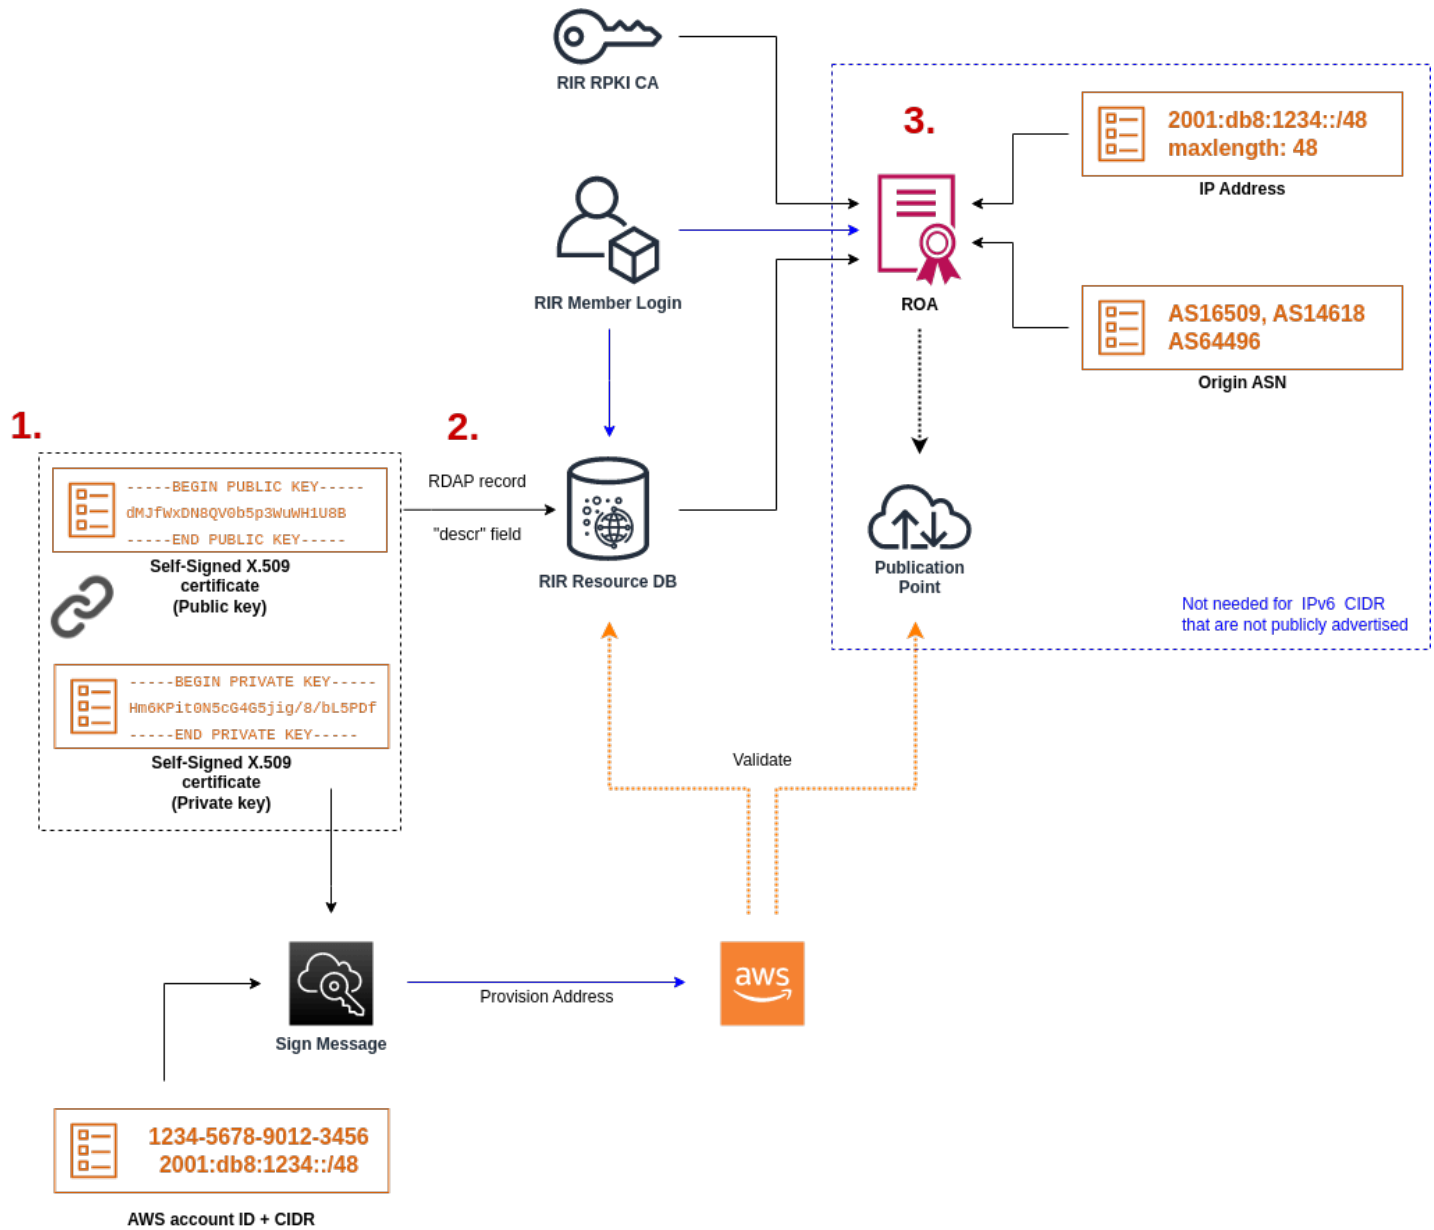 RIR RPKI CA
3.
2001:db8:1234::/48
maxlength: 48
IP Address
RIR Member Login
ROA
AS16509, AS14618
AS64496
Origin ASN
1.
2.
-----BEGIN PUBLIC KEY-----
dMJfWxDN8QV0b5p3WuWH1U8B
-----END PUBLIC KEY-----
Self-Signed X.509
certificate
(Public key)
RDAP record
"descr" field
RIR Resource DB
Publication
Point
Not needed for IPv6 CIDR
that are not publicly advertised
-----BEGIN PRIVATE KEY-----
Hm6KPit0N5cG4G5jig/8/bL5PDf
-----END PRIVATE KEY-----
Self-Signed X.509
certificate
(Private key)
Validate
Sign Message
Provision Address
aws
1234-5678-9012-3456
2001:db8:1234::/48
AWS account ID + CIDR